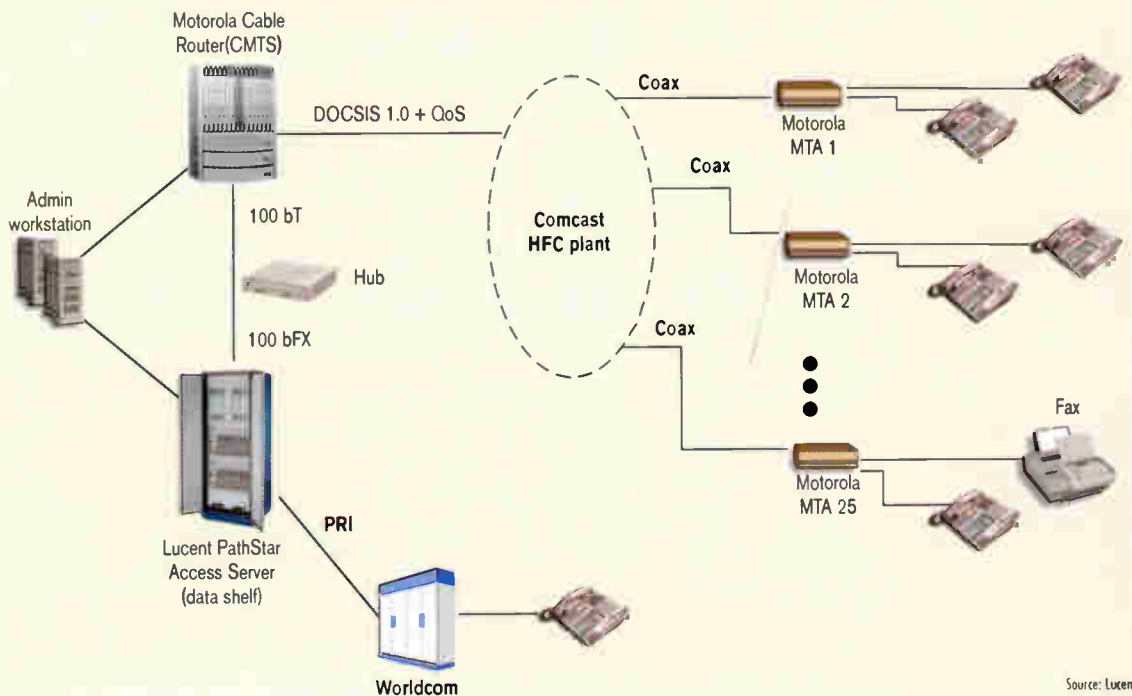 Motorola Cable
Router(CMTS)
DOCSIS 1.0 + QoS
Coax
Motorola
MTA 1
Admin
workstation
100 bT
Hub
100 bFX
Comcast
HFC plant
Coax
Motorola
MTA 2
Coax
Fax
Motorola
MTA 25
Lucent PathStar
Access Server
(data shelf)
PRI
Worldcom
Source: Lucen